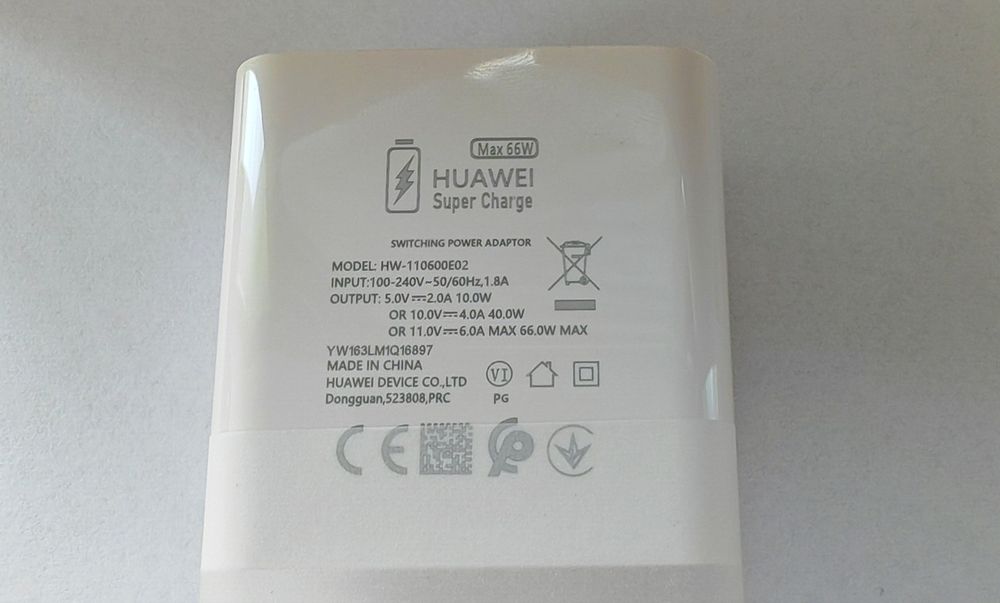 Max 66W
HUAWEI
Super Charge
SWITCHING POWER ADAPTOR
MODEL: HW-110600E02
INPUT:100-240V~50/60Hz,1.8A
OUTPUT: 5.0V⎓2.0A 10.0W
OR 10.0V⎓4.0A 40.0W
OR 11.0V⎓6.0A MAX 66.0W MAX
YW163LM1Q16897
MADE IN CHINA
HUAWEI DEVICE CO.,LTD
Dongguan,523808,PRC
VI
PG
CE